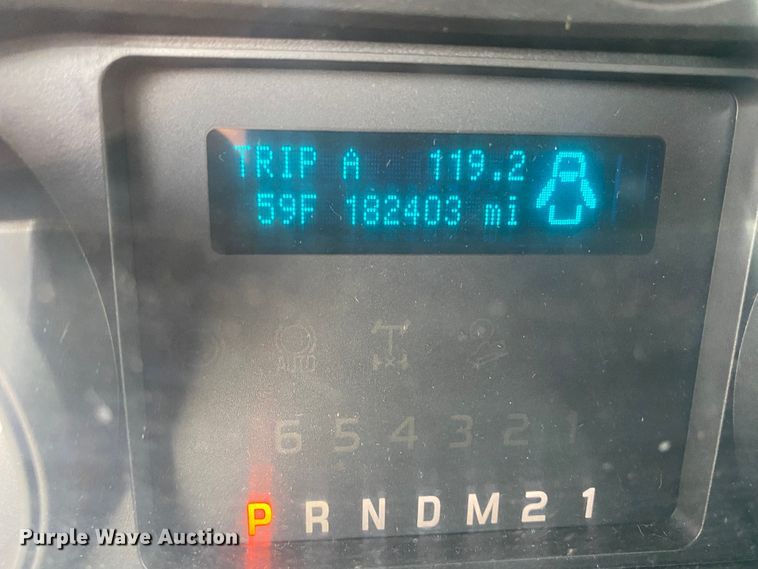 TRIP A 119.2
59F 182403 mi
AUTO
6 5 4 3 2 1
P R N D M 2 1
Purple Wave Auction